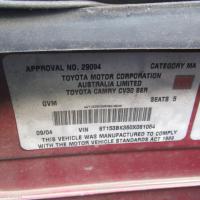 APPROVAL NO. 29094 CATEGORY MA
TOYOTA MOTOR CORPORATION
AUSTRALIA LIMITED
TOYOTA CAMRY CV30 SER
GVM SEATS 5
09/04 VIN
THIS VEHICLE WAS MANUFACTURED TO COMPLY
WITH THE MOTOR VEHICLE STANDARDS ACT 1989